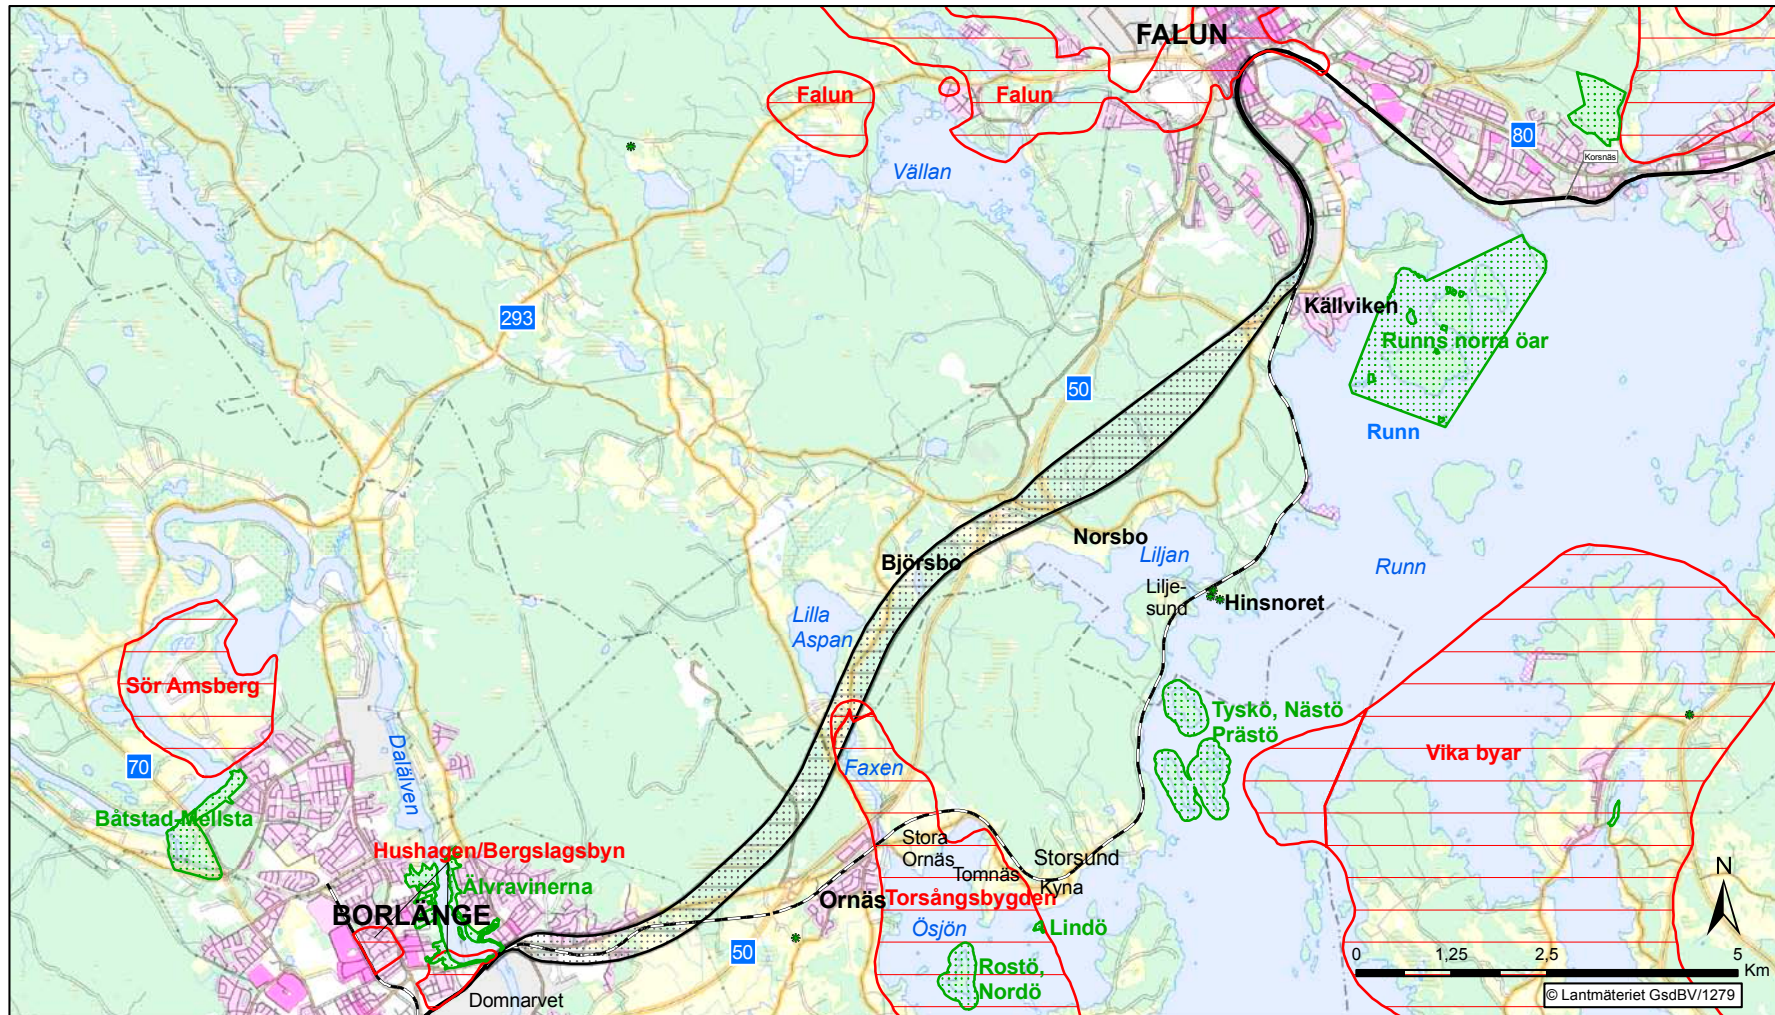 FALUN
Falun
Falun
80
Korsnäs
Vällan
Källviken
293
Runns norra öar
50
Runn
Norsbo
Björsbo
Liljan
Runn
Lilje-
sund
Hinsnoret
Lilla
Aspan
Sör Amsberg
Tyskö, Nästö
Prästö
Vika byar
70
Dalälven
Faxen
Båtstad-Mellsta
Hushagen/Bergslagsbyn
Stora
Ornäs
Storsund
Tomnäs
Kyna
Älvravinerna
Ornäs
Torsångsbygden
BORLÄNGE
Ösjön
Lindö
50
Rostö,
Nordö
Domnarvet
N
0 1,25 2,5 5
Km
© Lantmäteriet GsdBV/1279